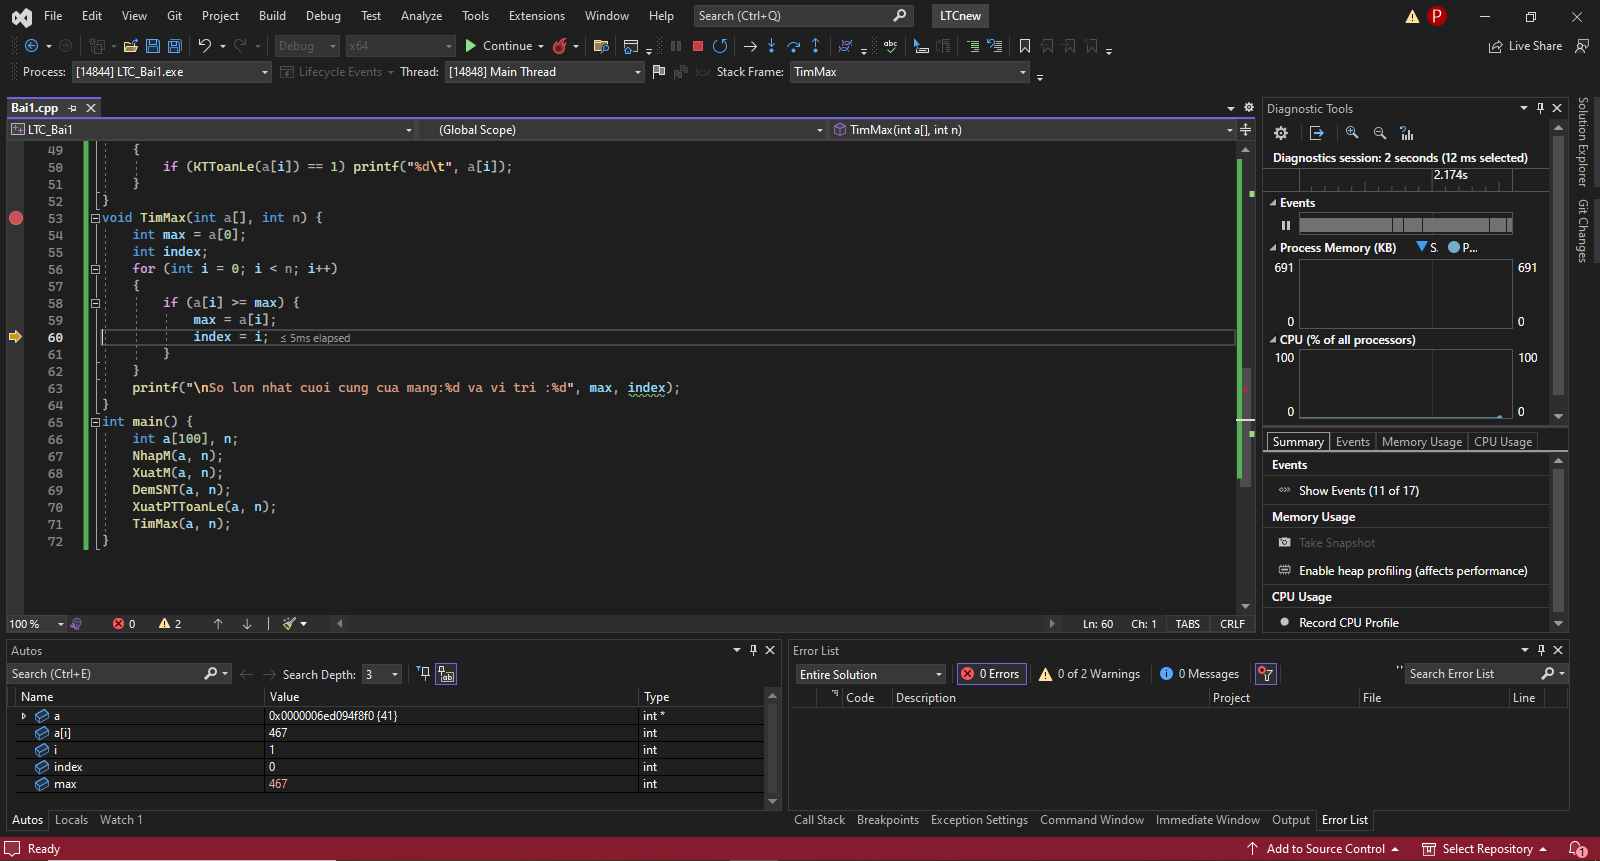 File Edit View Git Project Build Debug Test Analyze Tools Extensions Window Help Search (Ctrl+Q) LTCnew P
Debug x64 Continue Live Share
Process: [14844] LTC_Bai1.exe Lifecycle Events Thread: [14848] Main Thread Stack Frame: TimMax
Bai1.cpp
LTC_Bai1 (Global Scope) TimMax(int a[], int n)
49 {
50 if (KTToanLe(a[i]) == 1) printf("%d\t", a[i]);
51 }
52 }
53 void TimMax(int a[], int n) {
54 int max = a[0];
55 int index;
56 for (int i = 0; i < n; i++)
57 {
58 if (a[i] >= max) {
59 max = a[i];
60 index = i; ≤ 5ms elapsed
61 }
62 }
63 printf("\nSo lon nhat cuoi cung cua mang:%d va vi tri :%d", max, index);
64 }
65 int main() {
66 int a[100], n;
67 NhapM(a, n);
68 XuatM(a, n);
69 DemSNT(a, n);
70 XuatPTToanLe(a, n);
71 TimMax(a, n);
72 }
100 % 0 2 Ln: 60 Ch: 1 TABS CRLF
Diagnostic Tools
Diagnostics session: 2 seconds (12 ms selected)
2.174s
Events
Process Memory (KB) S. P...
691 691
0 0
CPU (% of all processors)
100 100
0 0
Summary Events Memory Usage CPU Usage
Events
Show Events (11 of 17)
Memory Usage
Take Snapshot
Enable heap profiling (affects performance)
CPU Usage
Record CPU Profile
Solution Explorer
Git Changes
Autos
Search (Ctrl+E) Search Depth: 3
Name Value Type
a 0x0000006ed094f8f0 {41} int *
a[i] 467 int
i 1 int
index 0 int
max 467 int
Autos Locals Watch 1
Error List
Entire Solution 0 Errors 0 of 2 Warnings 0 Messages Search Error List
Code Description Project File Line
Call Stack Breakpoints Exception Settings Command Window Immediate Window Output Error List
Ready Add to Source Control Select Repository 1